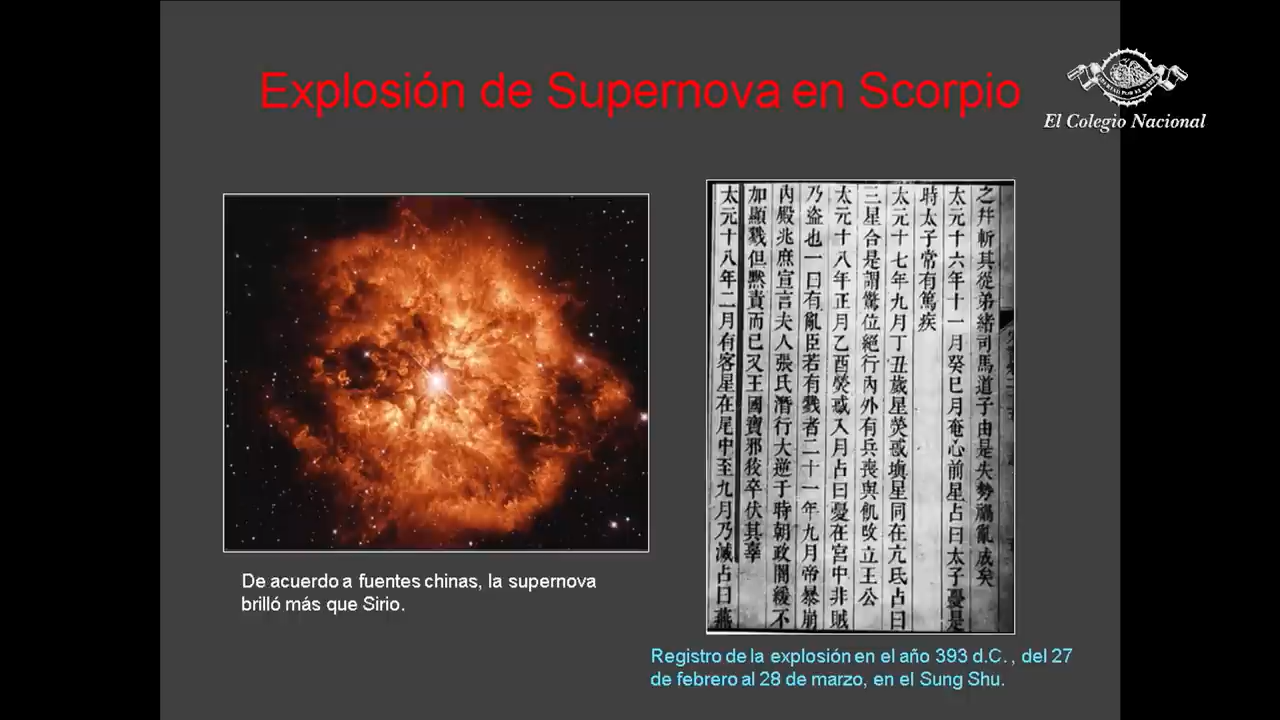 Explosión de Supernova en Scorpio
El Colegio Nacional
之幷斬其從弟緒司馬道子由是失勢禍亂成矣
太元十六年十一月癸巳月奄心前星占曰太子憂是
時太子常有篤疾
太元十七年九月丁丑歲星熒惑塡星同在亢氐占曰
三星合是謂驚位絕行內外有兵喪與飢改立王公
太元十八年正月乙酉熒惑入月占曰憂在宮中非賊
乃盜也一曰有亂臣若有戮者二十一年九月帝暴崩
內殿兆庶宣言夫人張氏潛行大逆于時朝政闇緩不
加顯戮但默責而已又王國寶邪狡卒伏其辜
太元十八年二月有客星在尾中至九月乃滅占曰燕
De acuerdo a fuentes chinas, la supernova
brilló más que Sirio.
Registro de la explosión en el año 393 d.C. , del 27
de febrero al 28 de marzo, en el Sung Shu.